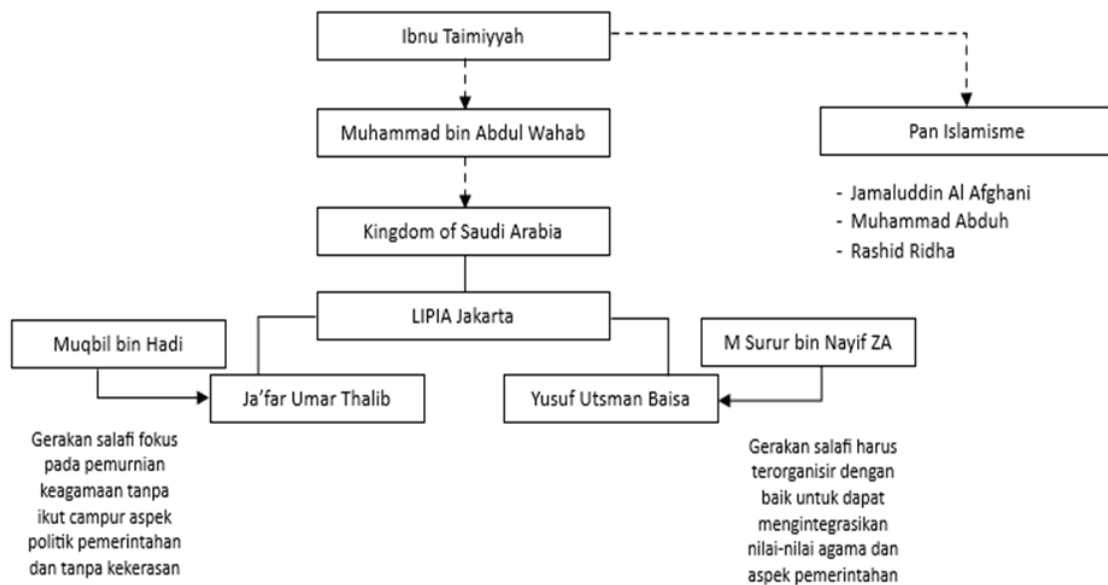 Ibnu Taimiyyah
Muhammad bin Abdul Wahab
Pan Islamisme
- Jamaluddin Al Afghani
- Muhammad Abduh
- Rashid Ridha
Kingdom of Saudi Arabia
LIPIA Jakarta
Muqbil bin Hadi
M Surur bin Nayif ZA
Ja'far Umar Thalib
Yusuf Utsman Baisa
Gerakan salafi fokus
pada pemurnian
keagamaan tanpa
ikut campur aspek
politik pemerintahan
dan tanpa kekerasan
Gerakan salafi harus
terorganisir dengan
baik untuk dapat
mengintegrasikan
nilai-nilai agama dan
aspek pemerintahan